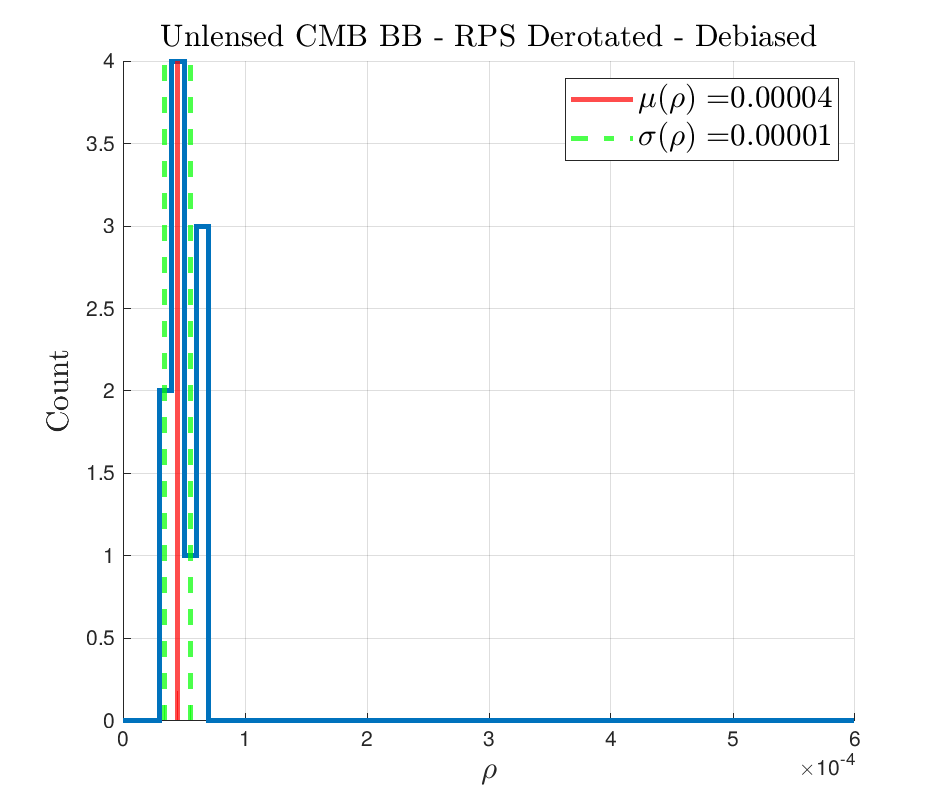 Unlensed CMB BB - RPS Derotated - Debiased
μ(ρ) =0.00004
σ(ρ) =0.00001
Count
4
3.5
3
2.5
2
1.5
1
0.5
0
0 1 2 3 4 5 6
×10⁻⁴
ρ